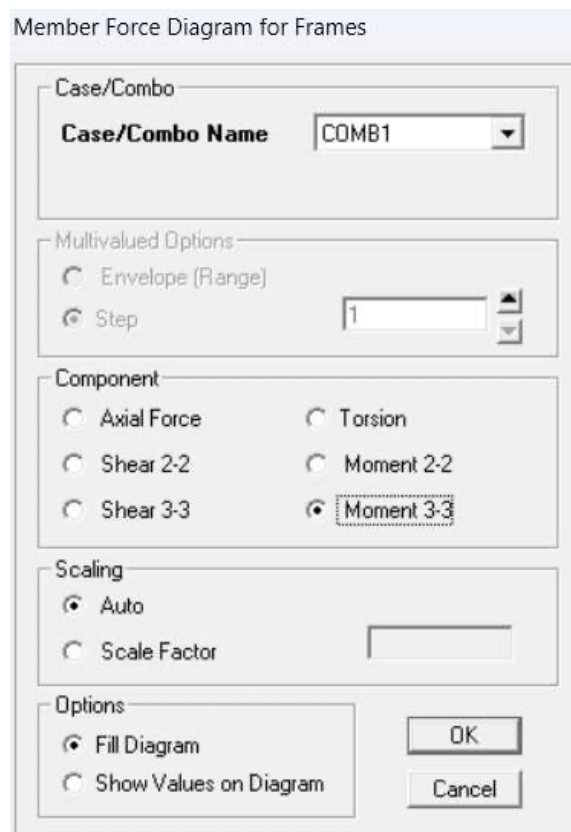 Member Force Diagram for Frames
Case/Combo
Case/Combo Name COMB1
Multivalued Options
Envelope (Range)
Step 1
Component
Axial Force Torsion
Shear 2-2 Moment 2-2
Shear 3-3 Moment 3-3
Scaling
Auto
Scale Factor
Options
Fill Diagram OK
Show Values on Diagram Cancel